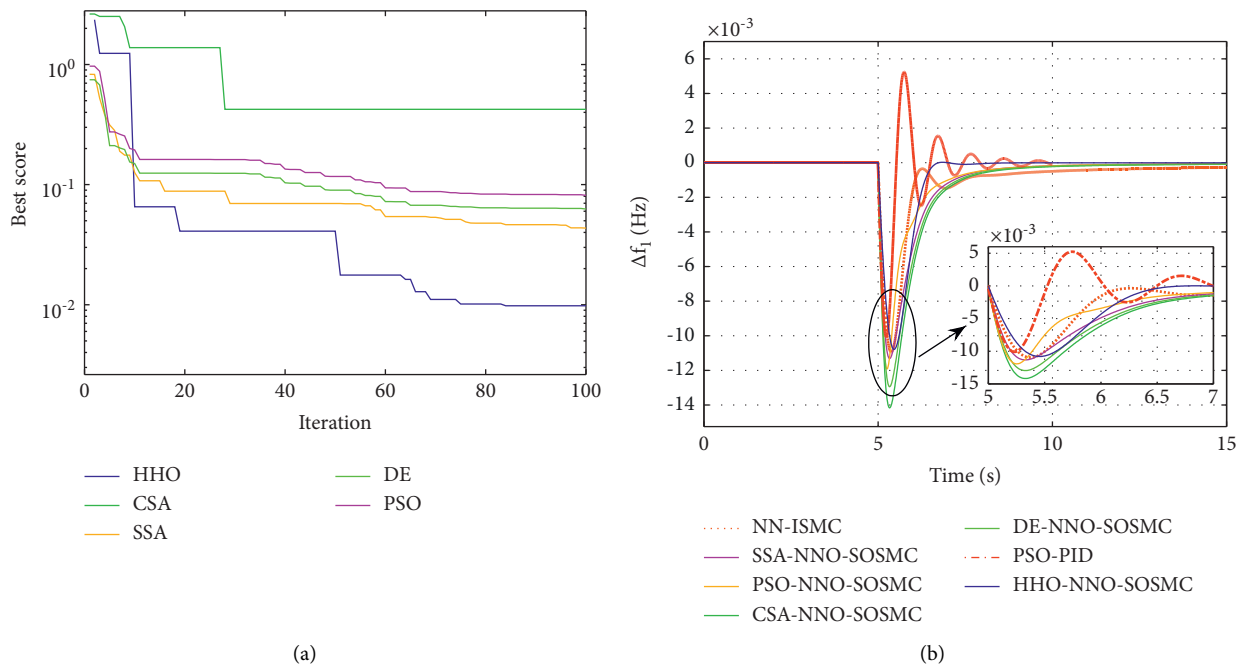 10⁰
10⁻¹
10⁻²
Best score
0 20 40 60 80 100
Iteration
HHO
CSA
SSA
DE
PSO
(a)
×10⁻³
6
4
2
0
-2
-4
-6
-8
-10
-12
-14
Δf₁ (Hz)
0 5 10 15
Time (s)
×10⁻³
5
0
-5
-10
-15
5 5.5 6 6.5 7
NN-ISMC
SSA-NNO-SOSMC
PSO-NNO-SOSMC
CSA-NNO-SOSMC
DE-NNO-SOSMC
PSO-PID
HHO-NNO-SOSMC
(b)